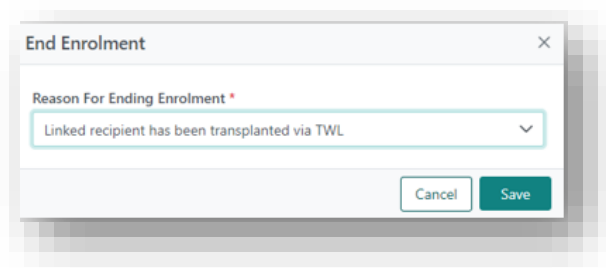 End Enrolment
Reason For Ending Enrolment *
Linked recipient has been transplanted via TWL
Cancel Save